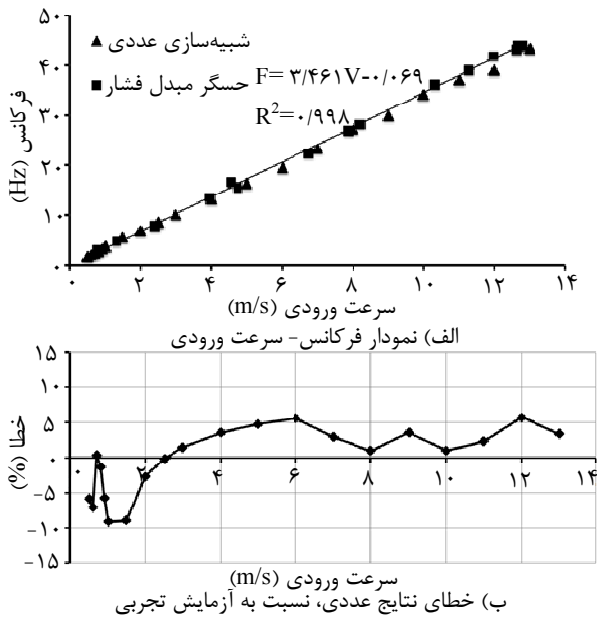 ۵۰
۴۰
۳۰
۲۰
۱۰
۰
فرکانس (Hz)
▲ شبیه‌سازی عددی
■ حسگر مبدل فشار
F= ۳/۴۶۱V-۰/۰۶۹
R²=۰/۹۹۸
۰ ۲ ۴ ۶ ۸ ۱۰ ۱۲ ۱۴
سرعت ورودی (m/s)
الف) نمودار فرکانس- سرعت ورودی
۱۵
۱۰
۵
۰
-۵
-۱۰
-۱۵
خطا (%)
۰ ۲ ۴ ۶ ۸ ۱۰ ۱۲ ۱۴
سرعت ورودی (m/s)
ب) خطای نتایج عددی، نسبت به آزمایش تجربی